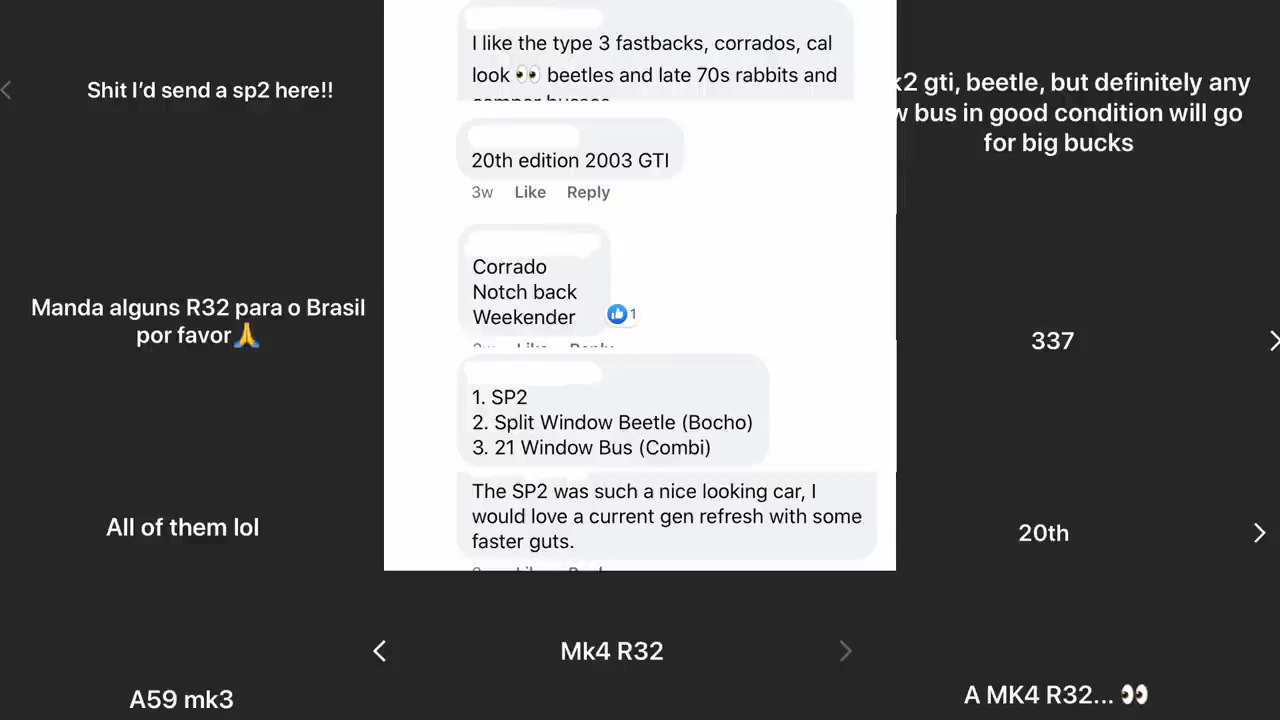 Shit I’d send a sp2 here!!
Manda alguns R32 para o Brasil
por favor🙏
All of them lol
A59 mk3
I like the type 3 fastbacks, corrados, cal
look 👀 beetles and late 70s rabbits and
20th edition 2003 GTI
3w Like Reply
Corrado
Notch back
Weekender
1
1. SP2
2. Split Window Beetle (Bocho)
3. 21 Window Bus (Combi)
The SP2 was such a nice looking car, I
would love a current gen refresh with some
faster guts.
Mk4 R32
gti, beetle, but definitely any
bus in good condition will go
for big bucks
337
20th
A MK4 R32... 👀